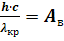 h·c/λкр = Aв